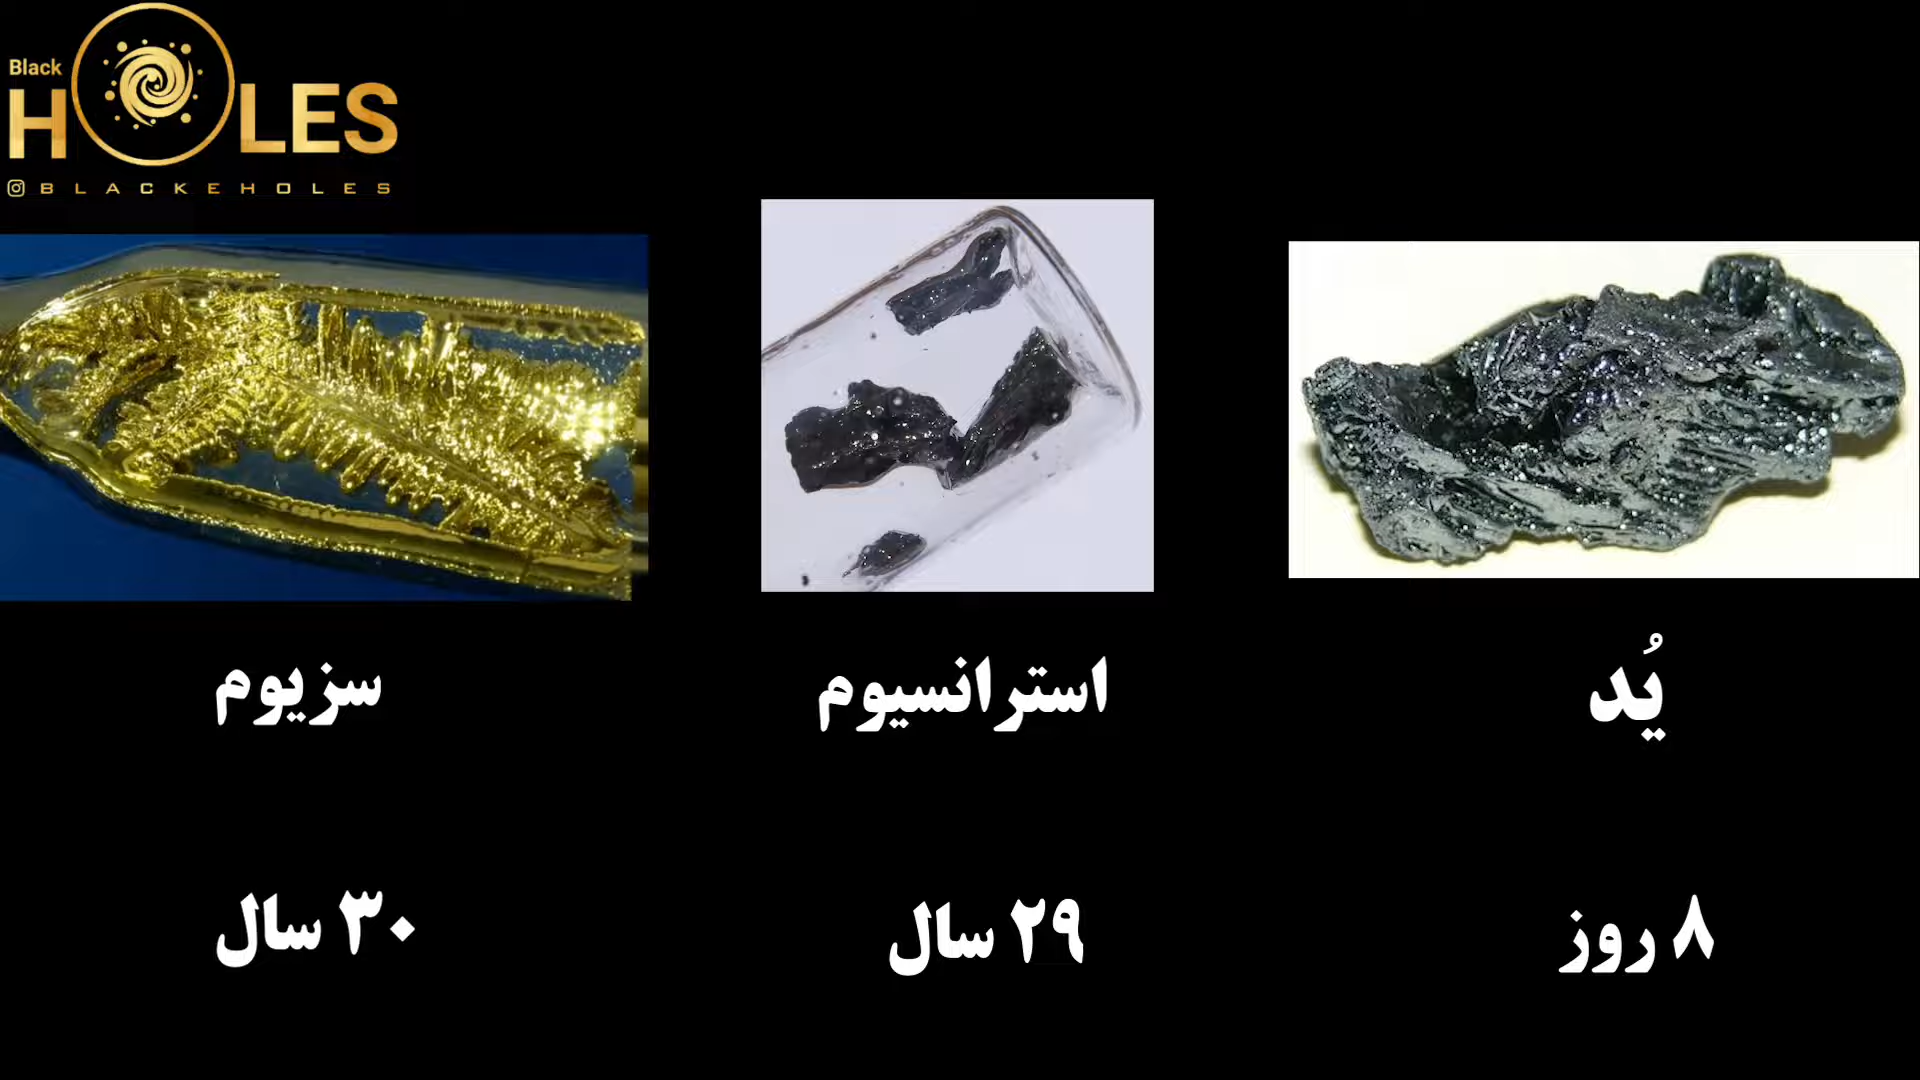 Black
HOLES
BLACKEHOLES
یُد
استرانسیوم
سزیوم
۸ روز
۲۹ سال
۳۰ سال